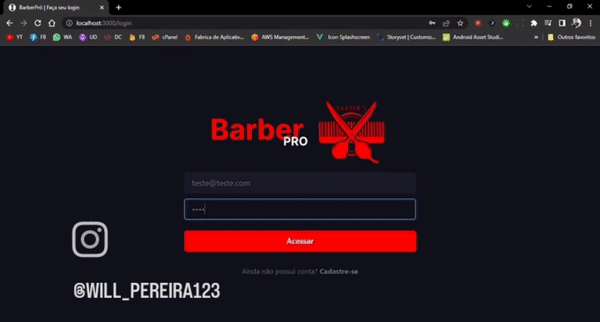 BarberPró | Faça seu login
localhost:3000/login
YT
FB
WA
UD
DC
FB
cPanel
Fabrica de Aplicativ...
AWS Management...
Icon Splashscreen
Storyset | Customiz...
Android Asset Studi...
»
Outros favoritos
BARBER'S
Barber
PRO
teste@teste.com
Acessar
Ainda não possui conta? Cadastre-se
@WILL_PEREIRA123